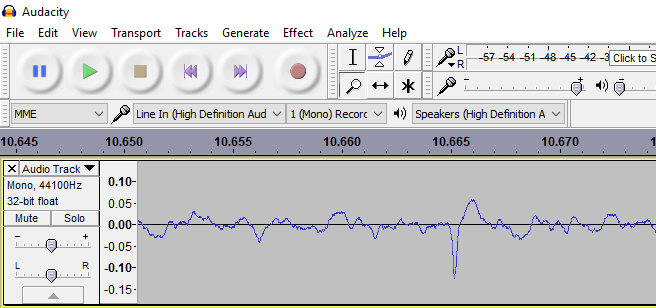 Audacity
File Edit View Transport Tracks Generate Effect Analyze Help
L
R
-57 -54 -51 -48 -45 -42 -3
Click to S
MME Line In (High Definition Aud 1 (Mono) Recorc Speakers (High Definition A
10.645 10.650 10.655 10.660 10.665 10.670
X Audio Track
Mono, 44100Hz
32-bit float
Mute Solo
- +
L R
0.10-
0.05-
0.00-
-0.05-
-0.10-
-0.15-